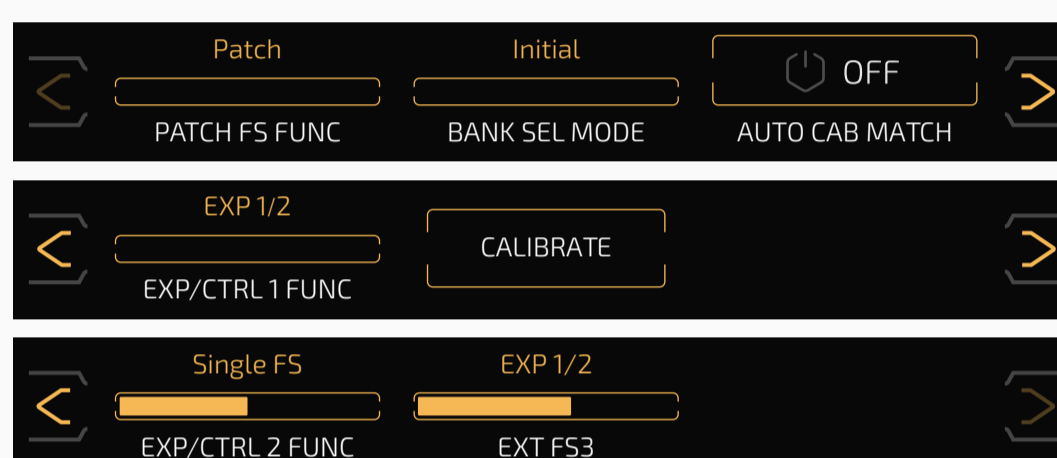 Patch Initial
OFF
PATCH FS FUNC BANK SEL MODE AUTO CAB MATCH
EXP 1/2
CALIBRATE
EXP/CTRL 1 FUNC
Single FS EXP 1/2
EXP/CTRL 2 FUNC EXT FS3